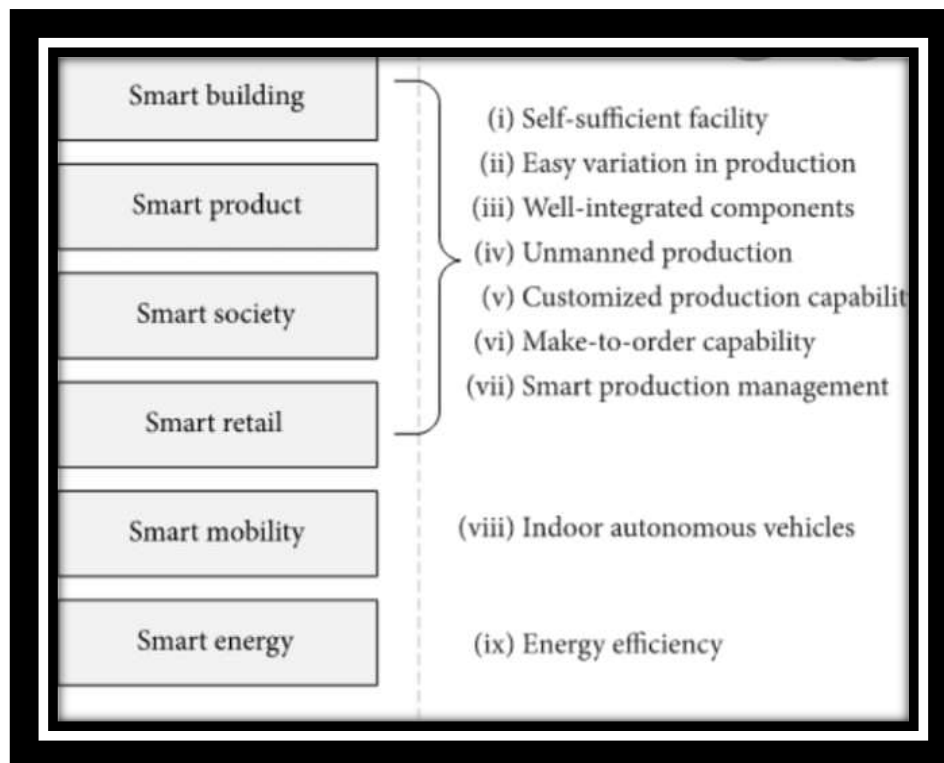 Smart building
Smart product
Smart society
Smart retail
Smart mobility
Smart energy
(i) Self-sufficient facility
(ii) Easy variation in production
(iii) Well-integrated components
(iv) Unmanned production
(v) Customized production capabilit
(vi) Make-to-order capability
(vii) Smart production management
(viii) Indoor autonomous vehicles
(ix) Energy efficiency